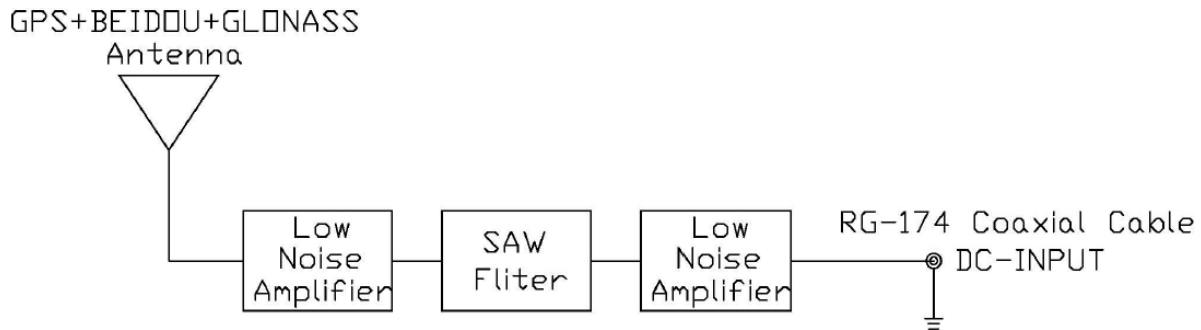 GPS+BEIDOU+GLONASS
Antenna
Low
Noise
Amplifier
SAW
Fliter
Low
Noise
Amplifier
RG-174 Coaxial Cable
DC-INPUT